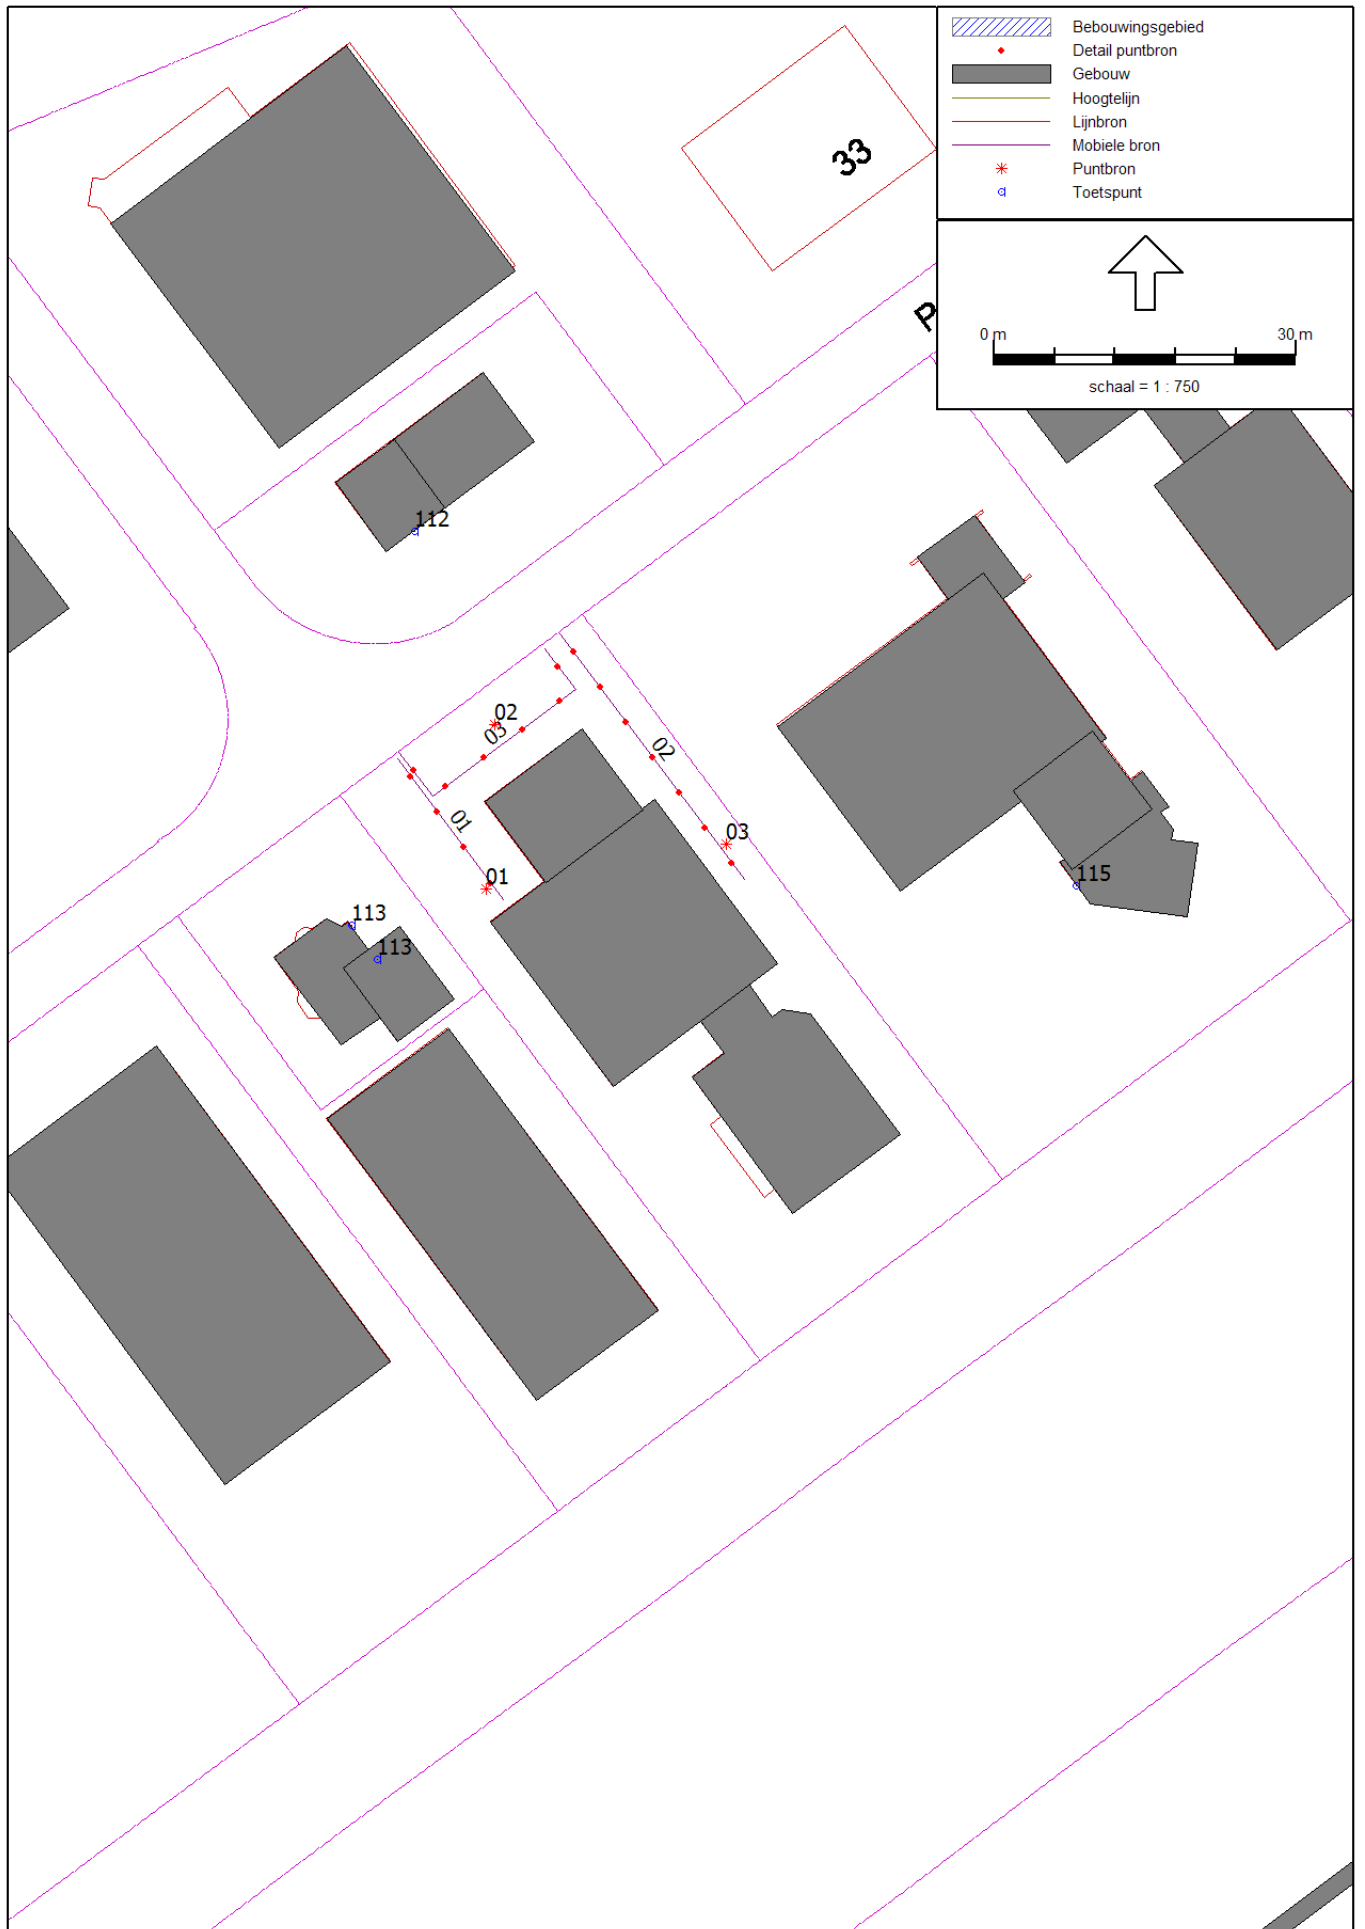 Bebouwingsgebied
Detail puntbron
Gebouw
Hoogtelijn
Lijnbron
Mobiele bron
Puntbron
Toetspunt
33
P
0 m 30 m
schaal = 1 : 750
112
02
03
02
01
03
01
115
113
113